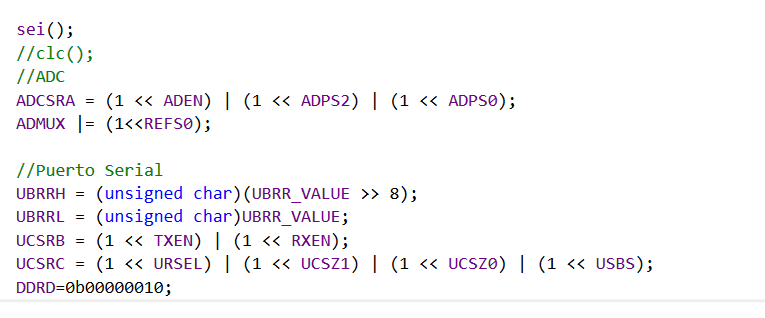 sei();
//clc();
//ADC
ADCSRA = (1 << ADEN) | (1 << ADPS2) | (1 << ADPS0);
ADMUX |= (1<<REFS0);
//Puerto Serial
UBRRH = (unsigned char)(UBRR_VALUE >> 8);
UBRRL = (unsigned char)UBRR_VALUE;
UCSRB = (1 << TXEN) | (1 << RXEN);
UCSRC = (1 << URSEL) | (1 << UCSZ1) | (1 << UCSZ0) | (1 << USBS);
DDRD=0b00000010;